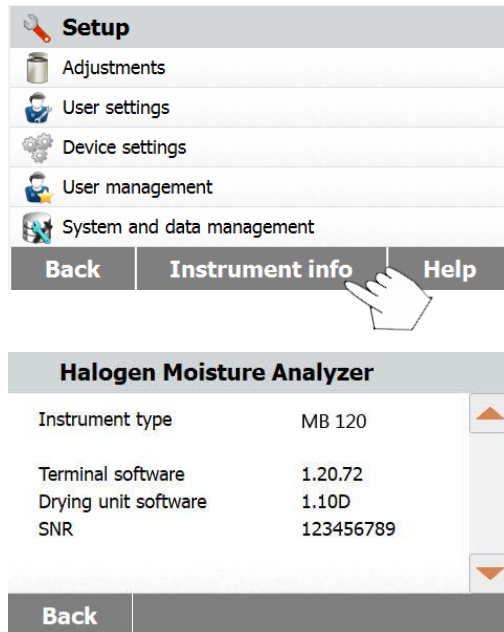 Setup
Adjustments
User settings
Device settings
User management
System and data management
Back Instrument info Help
Halogen Moisture Analyzer
Instrument type MB 120
Terminal software 1.20.72
Drying unit software 1.10D
SNR 123456789
Back